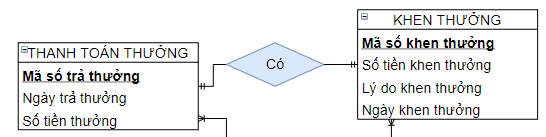 THANH TOÁN THƯỞNG
Mã số trả thưởng
Ngày trả thưởng
Số tiền thưởng
Có
KHEN THƯỞNG
Mã số khen thưởng
Số tiền khen thưởng
Lý do khen thưởng
Ngày khen thưởng